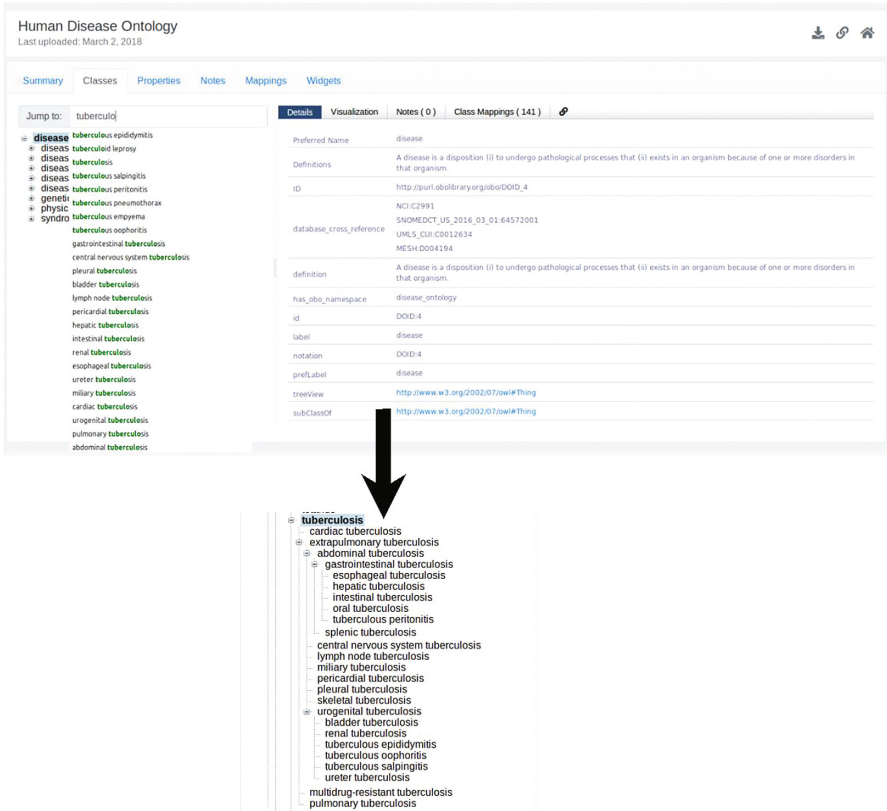 Human Disease Ontology
Last uploaded: March 2, 2018
Summary Classes Properties Notes Mappings Widgets
Jump to: tuberculo
disease
diseas
diseas
diseas
diseas
diseas
genetic
physic
syndro
tuberculous epididymitis
tuberculoid leprosy
tuberculosis
tuberculous salpingitis
tuberculous peritonitis
tuberculous pneumothorax
tuberculous empyema
tuberculous oophoritis
gastrointestinal tuberculosis
central nervous system tuberculosis
pleural tuberculosis
bladder tuberculosis
lymph node tuberculosis
pericardial tuberculosis
hepatic tuberculosis
intestinal tuberculosis
renal tuberculosis
esophageal tuberculosis
ureter tuberculosis
miliary tuberculosis
cardiac tuberculosis
urogenital tuberculosis
pulmonary tuberculosis
abdominal tuberculosis
Details Visualization Notes ( 0 ) Class Mappings ( 141 )
Preferred Name disease
Definitions A disease is a disposition (i) to undergo pathological processes that (ii) exists in an organism because of one or more disorders in
that organism.
ID http://purl.obolibrary.org/obo/DOID_4
database_cross_reference NCI:C2991
SNOMEDCT_US_2016_03_01:64572001
UMLS_CUI:C0012634
MESH:D004194
definition A disease is a disposition (i) to undergo pathological processes that (ii) exists in an organism because of one or more disorders in
that organism.
has_obo_namespace disease_ontology
id DOID:4
label disease
notation DOID:4
prefLabel disease
treeView http://www.w3.org/2002/07/owl#Thing
subClassOf http://www.w3.org/2002/07/owl#Thing
tuberculosis
cardiac tuberculosis
extrapulmonary tuberculosis
abdominal tuberculosis
gastrointestinal tuberculosis
esophageal tuberculosis
hepatic tuberculosis
intestinal tuberculosis
oral tuberculosis
tuberculous peritonitis
splenic tuberculosis
central nervous system tuberculosis
lymph node tuberculosis
miliary tuberculosis
pericardial tuberculosis
pleural tuberculosis
skeletal tuberculosis
urogenital tuberculosis
bladder tuberculosis
renal tuberculosis
tuberculous epididymitis
tuberculous oophoritis
tuberculous salpingitis
ureter tuberculosis
multidrug-resistant tuberculosis
pulmonary tuberculosis